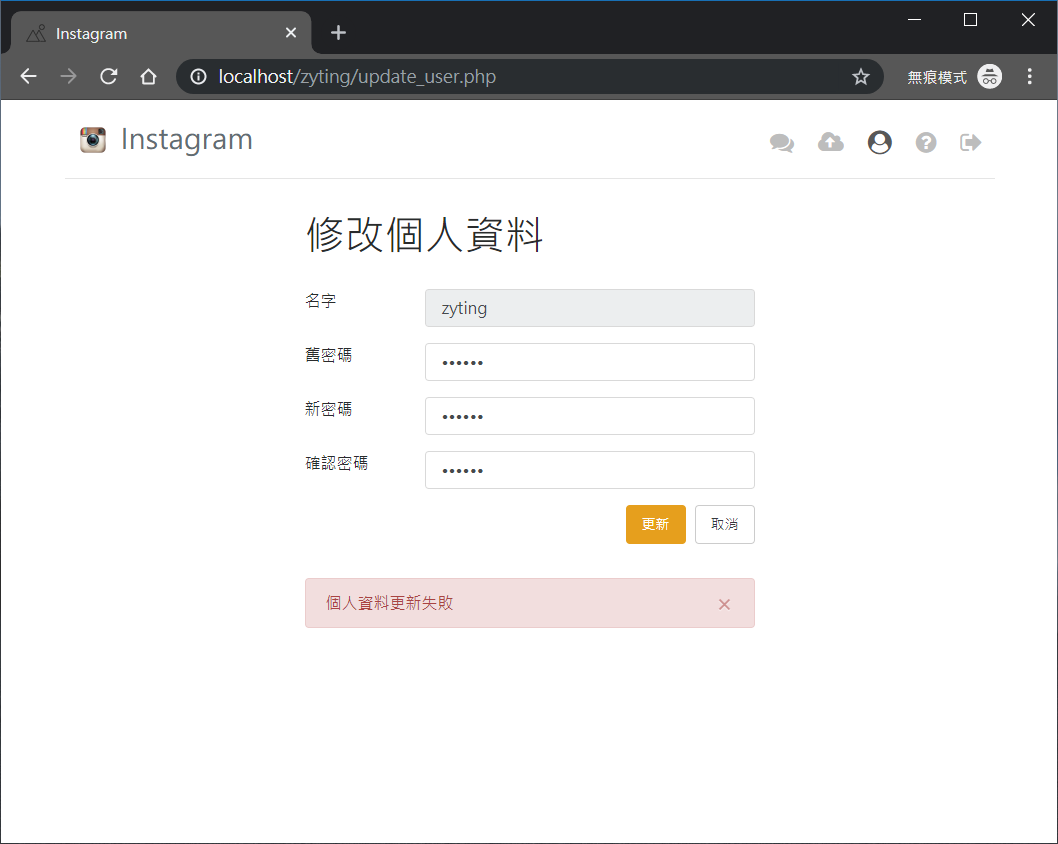 Instagram
localhost/zyting/update_user.php
無痕模式
Instagram
修改個人資料
名字
zyting
舊密碼
••••••
新密碼
••••••
確認密碼
••••••
更新
取消
個人資料更新失敗